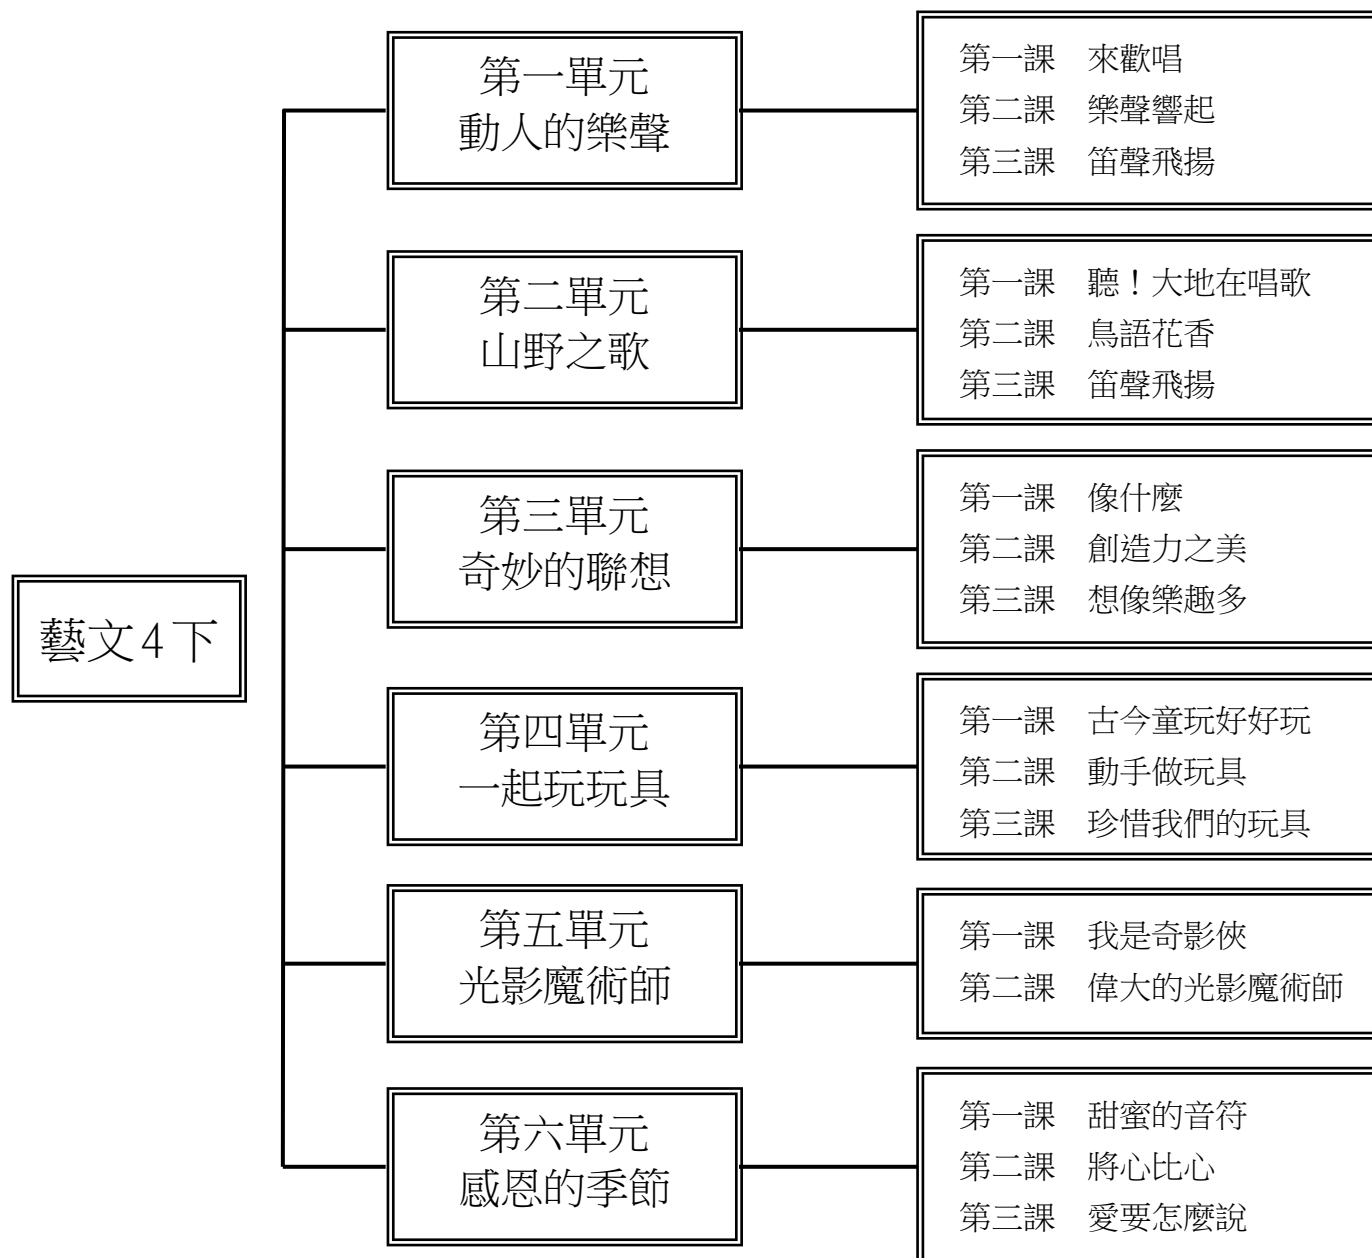 藝文4下
第一單元
動人的樂聲
第一課　來歡唱
第二課　樂聲響起
第三課　笛聲飛揚
第二單元
山野之歌
第一課　聽！大地在唱歌
第二課　鳥語花香
第三課　笛聲飛揚
第三單元
奇妙的聯想
第一課　像什麼
第二課　創造力之美
第三課　想像樂趣多
第四單元
一起玩玩具
第一課　古今童玩好好玩
第二課　動手做玩具
第三課　珍惜我們的玩具
第五單元
光影魔術師
第一課　我是奇影俠
第二課　偉大的光影魔術師
第六單元
感恩的季節
第一課　甜蜜的音符
第二課　將心比心
第三課　愛要怎麼說